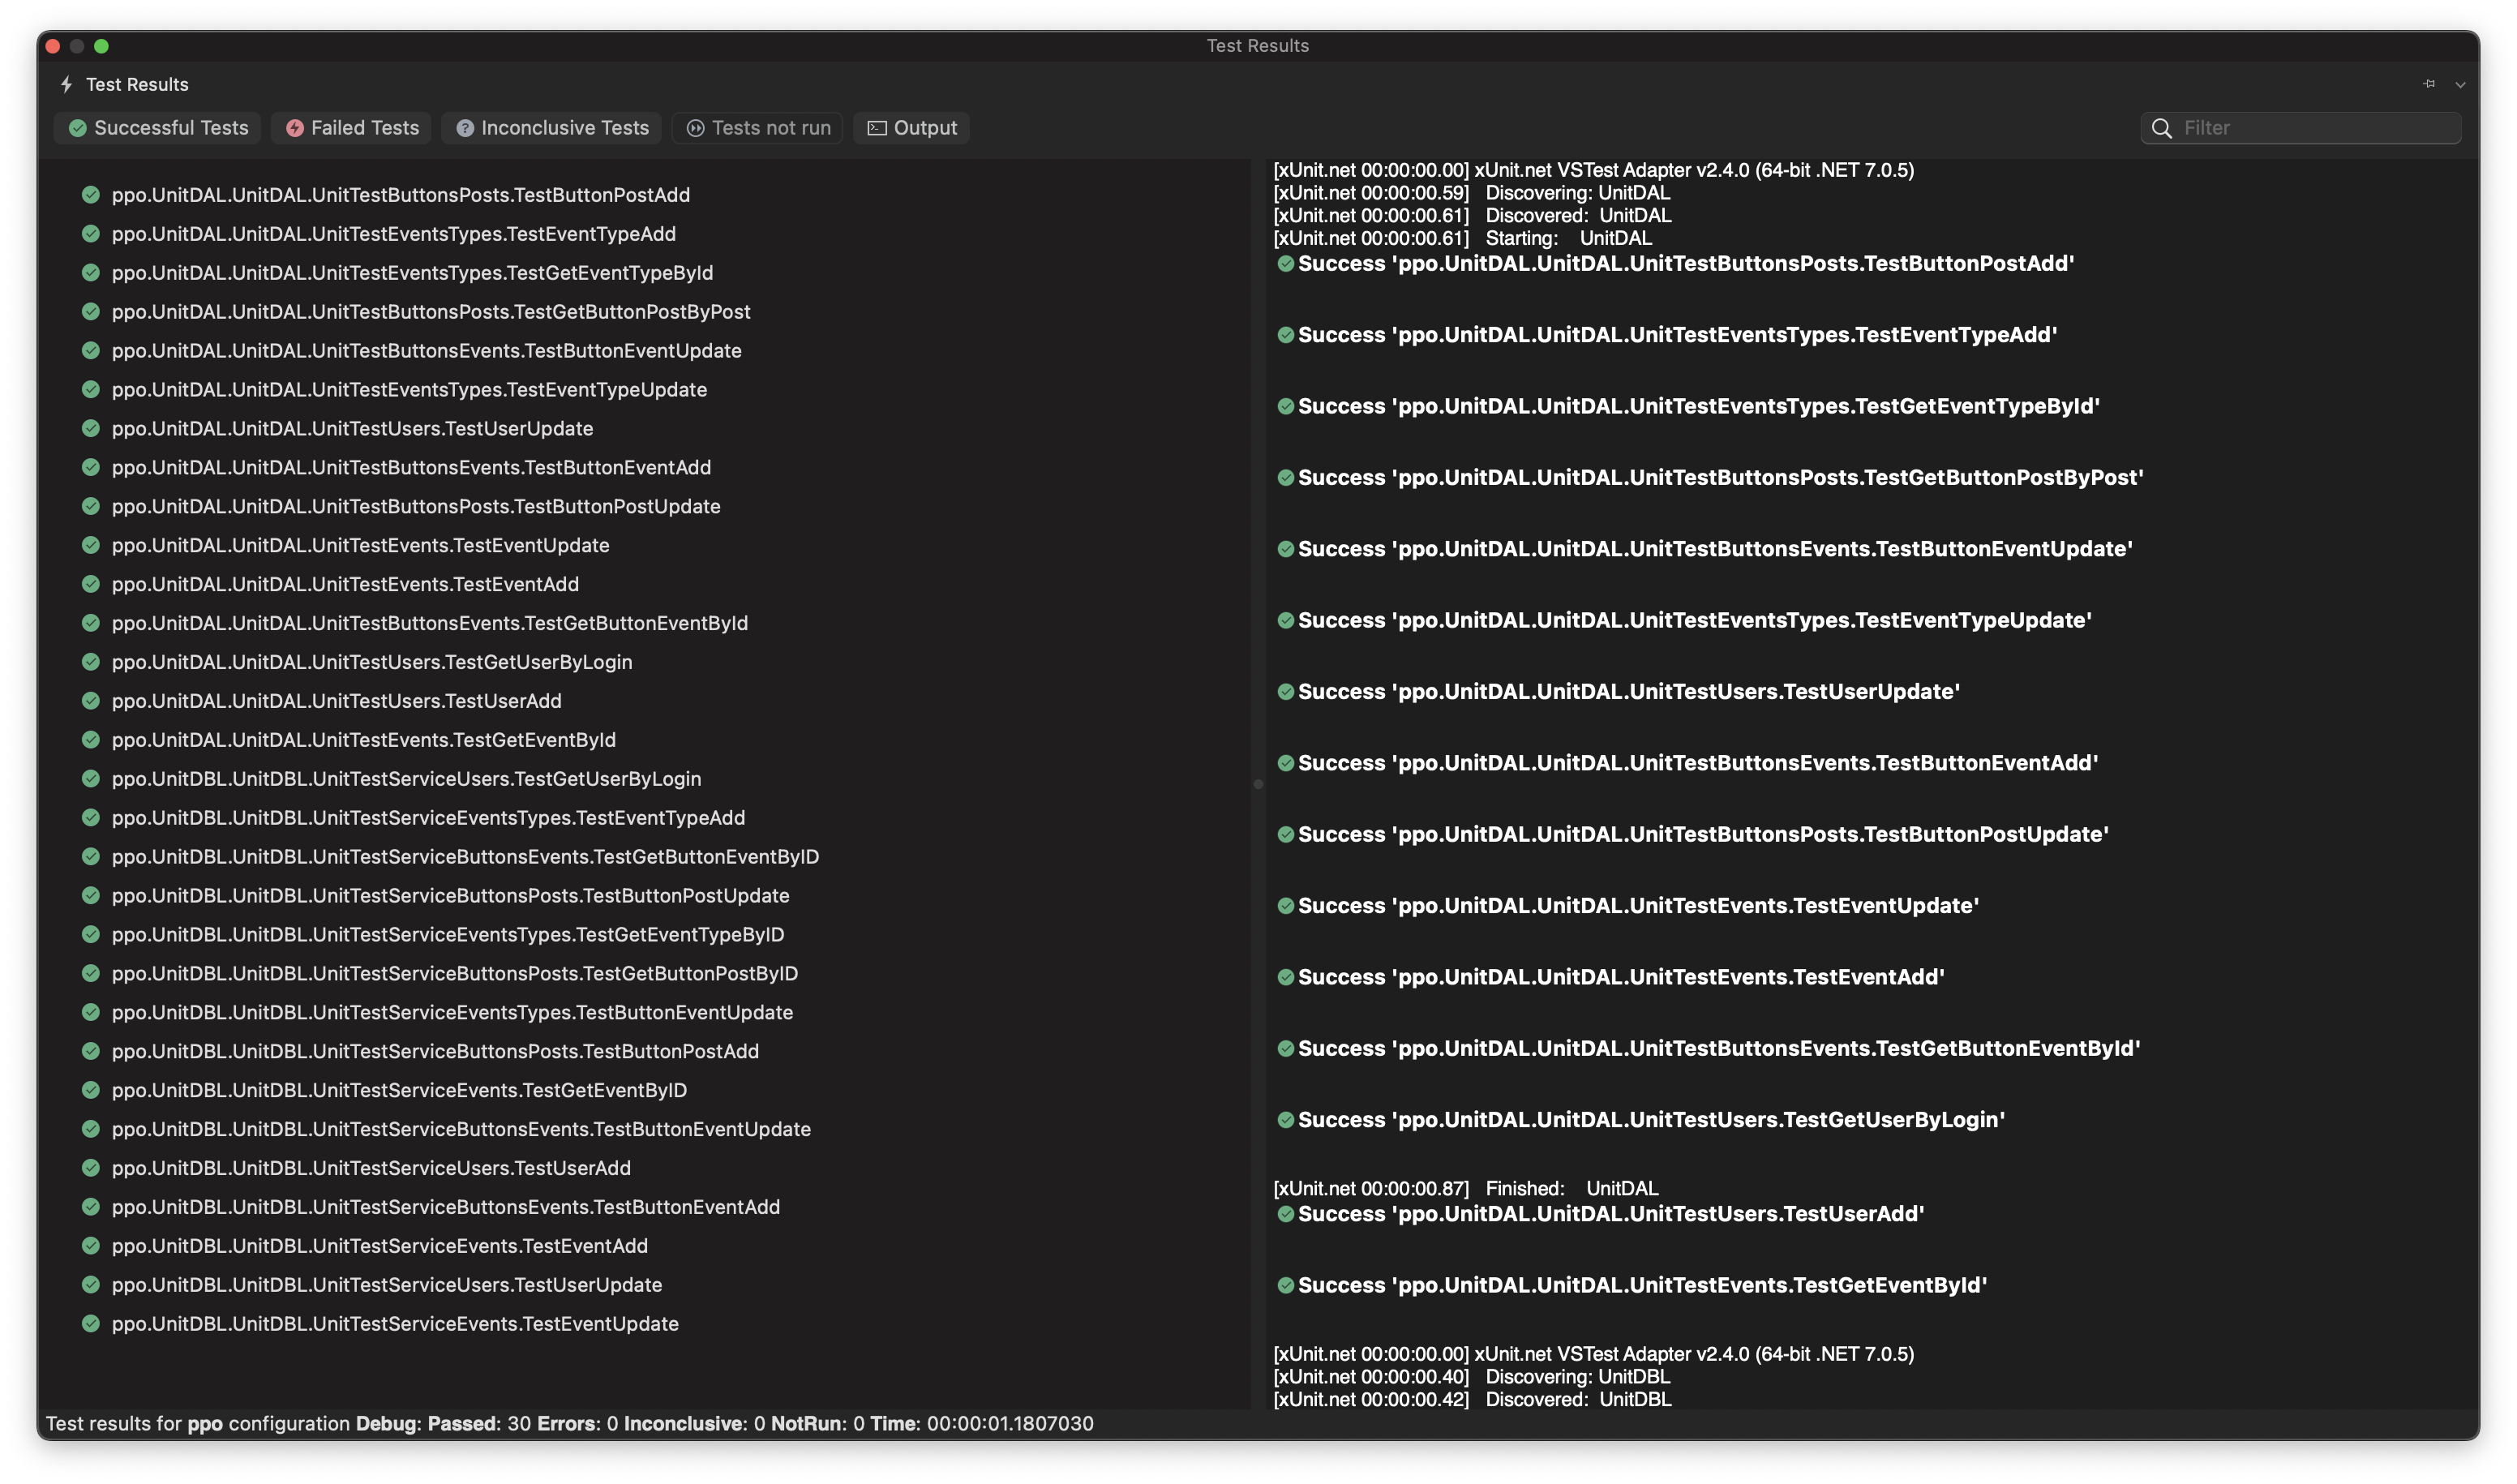 Test Results
Test Results
Successful Tests Failed Tests Inconclusive Tests Tests not run Output Filter
ppo.UnitDAL.UnitDAL.UnitTestButtonsPosts.TestButtonPostAdd
ppo.UnitDAL.UnitDAL.UnitTestEventsTypes.TestEventTypeAdd
ppo.UnitDAL.UnitDAL.UnitTestEventsTypes.TestGetEventTypeById
ppo.UnitDAL.UnitDAL.UnitTestButtonsPosts.TestGetButtonPostByPost
ppo.UnitDAL.UnitDAL.UnitTestButtonsEvents.TestButtonEventUpdate
ppo.UnitDAL.UnitDAL.UnitTestEventsTypes.TestEventTypeUpdate
ppo.UnitDAL.UnitDAL.UnitTestUsers.TestUserUpdate
ppo.UnitDAL.UnitDAL.UnitTestButtonsEvents.TestButtonEventAdd
ppo.UnitDAL.UnitDAL.UnitTestButtonsPosts.TestButtonPostUpdate
ppo.UnitDAL.UnitDAL.UnitTestEvents.TestEventUpdate
ppo.UnitDAL.UnitDAL.UnitTestEvents.TestEventAdd
ppo.UnitDAL.UnitDAL.UnitTestButtonsEvents.TestGetButtonEventById
ppo.UnitDAL.UnitDAL.UnitTestUsers.TestGetUserByLogin
ppo.UnitDAL.UnitDAL.UnitTestUsers.TestUserAdd
ppo.UnitDAL.UnitDAL.UnitTestEvents.TestGetEventById
ppo.UnitDBL.UnitDBL.UnitTestServiceUsers.TestGetUserByLogin
ppo.UnitDBL.UnitDBL.UnitTestServiceEventsTypes.TestEventTypeAdd
ppo.UnitDBL.UnitDBL.UnitTestServiceButtonsEvents.TestGetButtonEventByID
ppo.UnitDBL.UnitDBL.UnitTestServiceButtonsPosts.TestButtonPostUpdate
ppo.UnitDBL.UnitDBL.UnitTestServiceEventsTypes.TestGetEventTypeByID
ppo.UnitDBL.UnitDBL.UnitTestServiceButtonsPosts.TestGetButtonPostByID
ppo.UnitDBL.UnitDBL.UnitTestServiceEventsTypes.TestButtonEventUpdate
ppo.UnitDBL.UnitDBL.UnitTestServiceButtonsPosts.TestButtonPostAdd
ppo.UnitDBL.UnitDBL.UnitTestServiceEvents.TestGetEventByID
ppo.UnitDBL.UnitDBL.UnitTestServiceButtonsEvents.TestButtonEventUpdate
ppo.UnitDBL.UnitDBL.UnitTestServiceUsers.TestUserAdd
ppo.UnitDBL.UnitDBL.UnitTestServiceButtonsEvents.TestButtonEventAdd
ppo.UnitDBL.UnitDBL.UnitTestServiceEvents.TestEventAdd
ppo.UnitDBL.UnitDBL.UnitTestServiceUsers.TestUserUpdate
ppo.UnitDBL.UnitDBL.UnitTestServiceEvents.TestEventUpdate
[xUnit.net 00:00:00.00] xUnit.net VSTest Adapter v2.4.0 (64-bit .NET 7.0.5)
[xUnit.net 00:00:00.59] Discovering: UnitDAL
[xUnit.net 00:00:00.61] Discovered: UnitDAL
[xUnit.net 00:00:00.61] Starting: UnitDAL
Success 'ppo.UnitDAL.UnitDAL.UnitTestButtonsPosts.TestButtonPostAdd'
Success 'ppo.UnitDAL.UnitDAL.UnitTestEventsTypes.TestEventTypeAdd'
Success 'ppo.UnitDAL.UnitDAL.UnitTestEventsTypes.TestGetEventTypeById'
Success 'ppo.UnitDAL.UnitDAL.UnitTestButtonsPosts.TestGetButtonPostByPost'
Success 'ppo.UnitDAL.UnitDAL.UnitTestButtonsEvents.TestButtonEventUpdate'
Success 'ppo.UnitDAL.UnitDAL.UnitTestEventsTypes.TestEventTypeUpdate'
Success 'ppo.UnitDAL.UnitDAL.UnitTestUsers.TestUserUpdate'
Success 'ppo.UnitDAL.UnitDAL.UnitTestButtonsEvents.TestButtonEventAdd'
Success 'ppo.UnitDAL.UnitDAL.UnitTestButtonsPosts.TestButtonPostUpdate'
Success 'ppo.UnitDAL.UnitDAL.UnitTestEvents.TestEventUpdate'
Success 'ppo.UnitDAL.UnitDAL.UnitTestEvents.TestEventAdd'
Success 'ppo.UnitDAL.UnitDAL.UnitTestButtonsEvents.TestGetButtonEventById'
Success 'ppo.UnitDAL.UnitDAL.UnitTestUsers.TestGetUserByLogin'
[xUnit.net 00:00:00.87] Finished: UnitDAL
Success 'ppo.UnitDAL.UnitDAL.UnitTestUsers.TestUserAdd'
Success 'ppo.UnitDAL.UnitDAL.UnitTestEvents.TestGetEventById'
[xUnit.net 00:00:00.00] xUnit.net VSTest Adapter v2.4.0 (64-bit .NET 7.0.5)
[xUnit.net 00:00:00.40] Discovering: UnitDBL
[xUnit.net 00:00:00.42] Discovered: UnitDBL
Test results for ppo configuration Debug: Passed: 30 Errors: 0 Inconclusive: 0 NotRun: 0 Time: 00:00:01.1807030